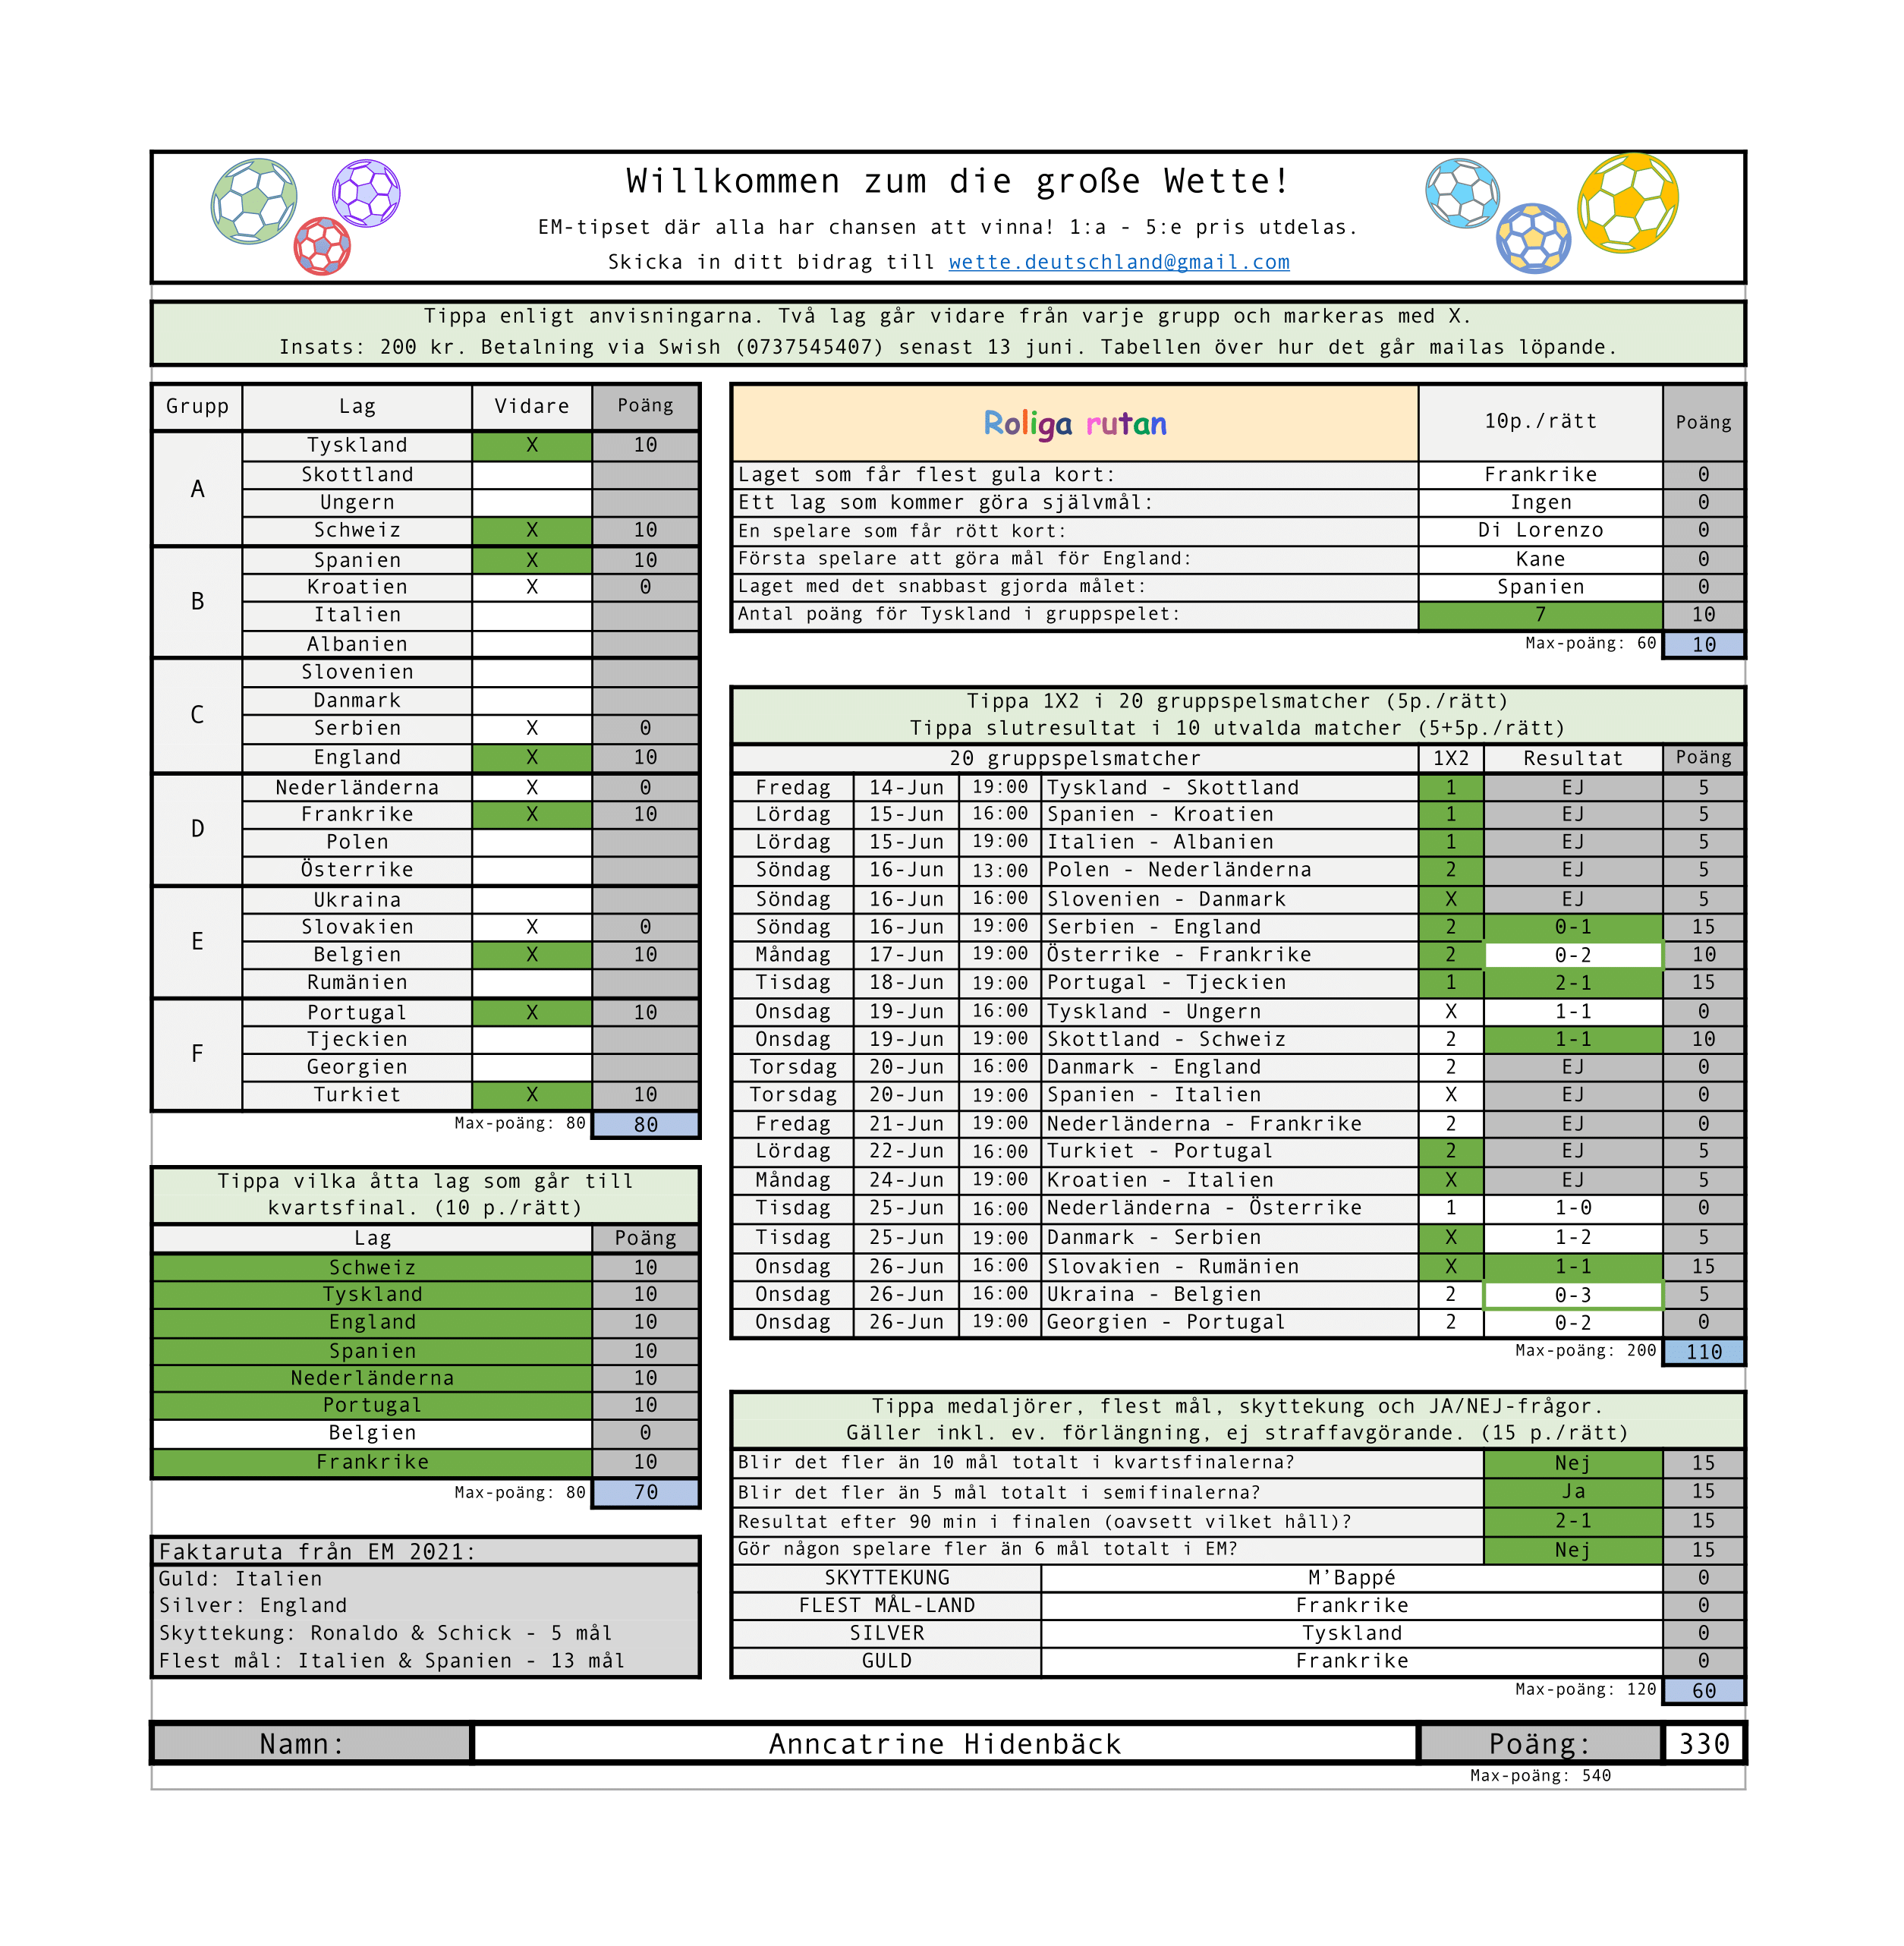 Willkommen zum die große Wette!
EM-tipset där alla har chansen att vinna! 1:a - 5:e pris utdelas.
Skicka in ditt bidrag till wette.deutschland@gmail.com
Tippa enligt anvisningarna. Två lag går vidare från varje grupp och markeras med X.
Insats: 200 kr. Betalning via Swish (0737545407) senast 13 juni. Tabellen över hur det går mailas löpande.
Grupp Lag Vidare Poäng
A
Tyskland X 10
Skottland
Ungern
Schweiz X 10
B
Spanien X 10
Kroatien X 0
Italien
Albanien
C
Slovenien
Danmark
Serbien X 0
England X 10
D
Nederländerna X 0
Frankrike X 10
Polen
Österrike
E
Ukraina
Slovakien X 0
Belgien X 10
Rumänien
F
Portugal X 10
Tjeckien
Georgien
Turkiet X 10
Max-poäng: 80 80
Tippa vilka åtta lag som går till
kvartsfinal. (10 p./rätt)
Lag Poäng
Schweiz 10
Tyskland 10
England 10
Spanien 10
Nederländerna 10
Portugal 10
Belgien 0
Frankrike 10
Max-poäng: 80 70
Faktaruta från EM 2021:
Guld: Italien
Silver: England
Skyttekung: Ronaldo & Schick - 5 mål
Flest mål: Italien & Spanien - 13 mål
Roliga rutan 10p./rätt Poäng
Laget som får flest gula kort: Frankrike 0
Ett lag som kommer göra självmål: Ingen 0
En spelare som får rött kort: Di Lorenzo 0
Första spelare att göra mål för England: Kane 0
Laget med det snabbast gjorda målet: Spanien 0
Antal poäng för Tyskland i gruppspelet: 7 10
Max-poäng: 60 10
Tippa 1X2 i 20 gruppspelsmatcher (5p./rätt)
Tippa slutresultat i 10 utvalda matcher (5+5p./rätt)
20 gruppspelsmatcher 1X2 Resultat Poäng
Fredag 14-Jun 19:00 Tyskland - Skottland 1 EJ 5
Lördag 15-Jun 16:00 Spanien - Kroatien 1 EJ 5
Lördag 15-Jun 19:00 Italien - Albanien 1 EJ 5
Söndag 16-Jun 13:00 Polen - Nederländerna 2 EJ 5
Söndag 16-Jun 16:00 Slovenien - Danmark X EJ 5
Söndag 16-Jun 19:00 Serbien - England 2 0-1 15
Måndag 17-Jun 19:00 Österrike - Frankrike 2 0-2 10
Tisdag 18-Jun 19:00 Portugal - Tjeckien 1 2-1 15
Onsdag 19-Jun 16:00 Tyskland - Ungern X 1-1 0
Onsdag 19-Jun 19:00 Skottland - Schweiz 2 1-1 10
Torsdag 20-Jun 16:00 Danmark - England 2 EJ 0
Torsdag 20-Jun 19:00 Spanien - Italien X EJ 0
Fredag 21-Jun 19:00 Nederländerna - Frankrike 2 EJ 0
Lördag 22-Jun 16:00 Turkiet - Portugal 2 EJ 5
Måndag 24-Jun 19:00 Kroatien - Italien X EJ 5
Tisdag 25-Jun 16:00 Nederländerna - Österrike 1 1-0 0
Tisdag 25-Jun 19:00 Danmark - Serbien X 1-2 5
Onsdag 26-Jun 16:00 Slovakien - Rumänien X 1-1 15
Onsdag 26-Jun 16:00 Ukraina - Belgien 2 0-3 5
Onsdag 26-Jun 19:00 Georgien - Portugal 2 0-2 0
Max-poäng: 200 110
Tippa medaljörer, flest mål, skyttekung och JA/NEJ-frågor.
Gäller inkl. ev. förlängning, ej straffavgörande. (15 p./rätt)
Blir det fler än 10 mål totalt i kvartsfinalerna? Nej 15
Blir det fler än 5 mål totalt i semifinalerna? Ja 15
Resultat efter 90 min i finalen (oavsett vilket håll)? 2-1 15
Gör någon spelare fler än 6 mål totalt i EM? Nej 15
SKYTTEKUNG M’Bappé 0
FLEST MÅL-LAND Frankrike 0
SILVER Tyskland 0
GULD Frankrike 0
Max-poäng: 120 60
Namn: Anncatrine Hidenbäck Poäng: 330
Max-poäng: 540